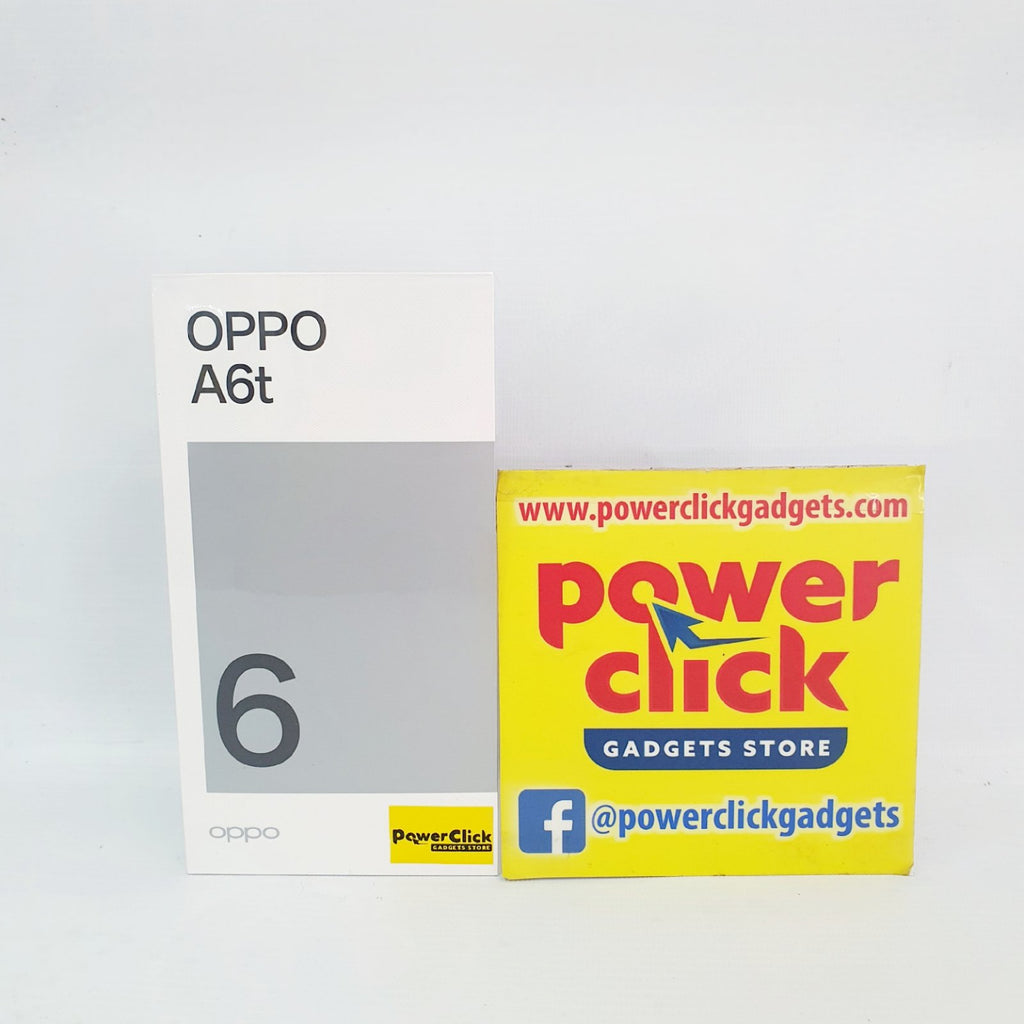 OPPO
A6t
6
oppo
PowerClick
GADGETS STORE
www.powerclickgadgets.com
power
click
GADGETS STORE
f @powerclickgadgets